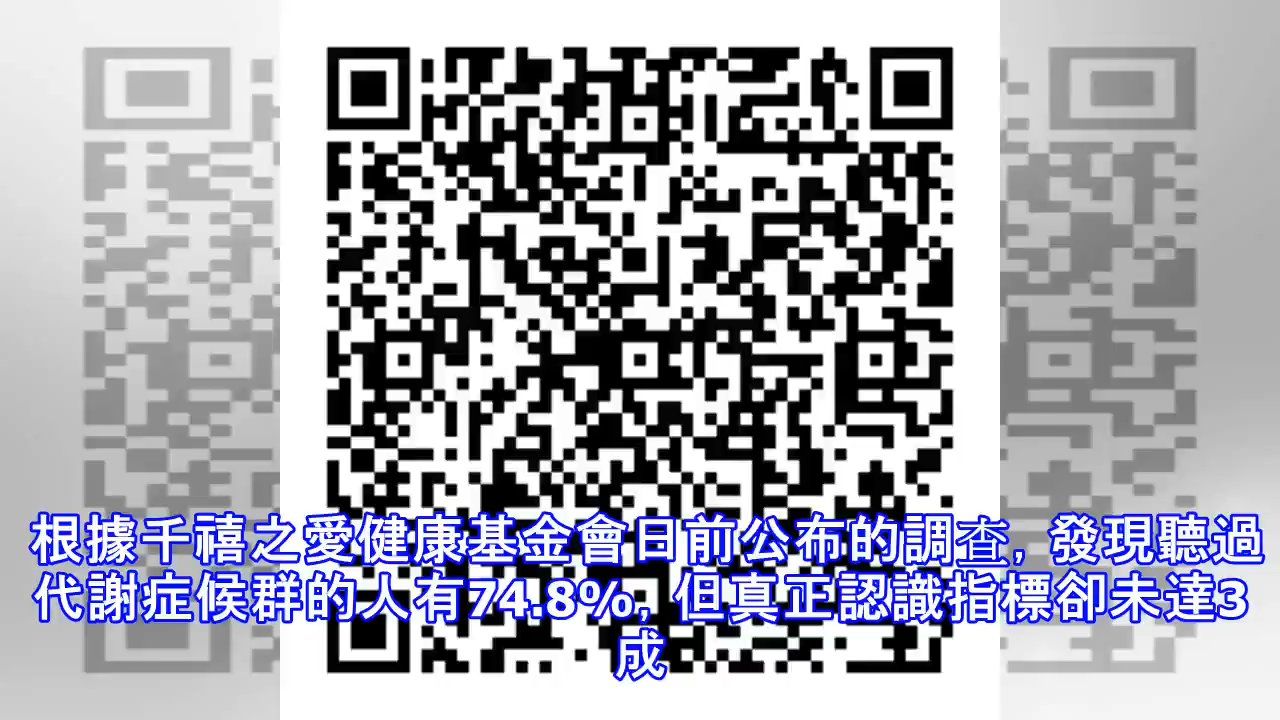 根據千禧之愛健康基金會日前公布的調查, 發現聽過
代謝症候群的人有74.8%, 但真正認識指標卻未達3
成